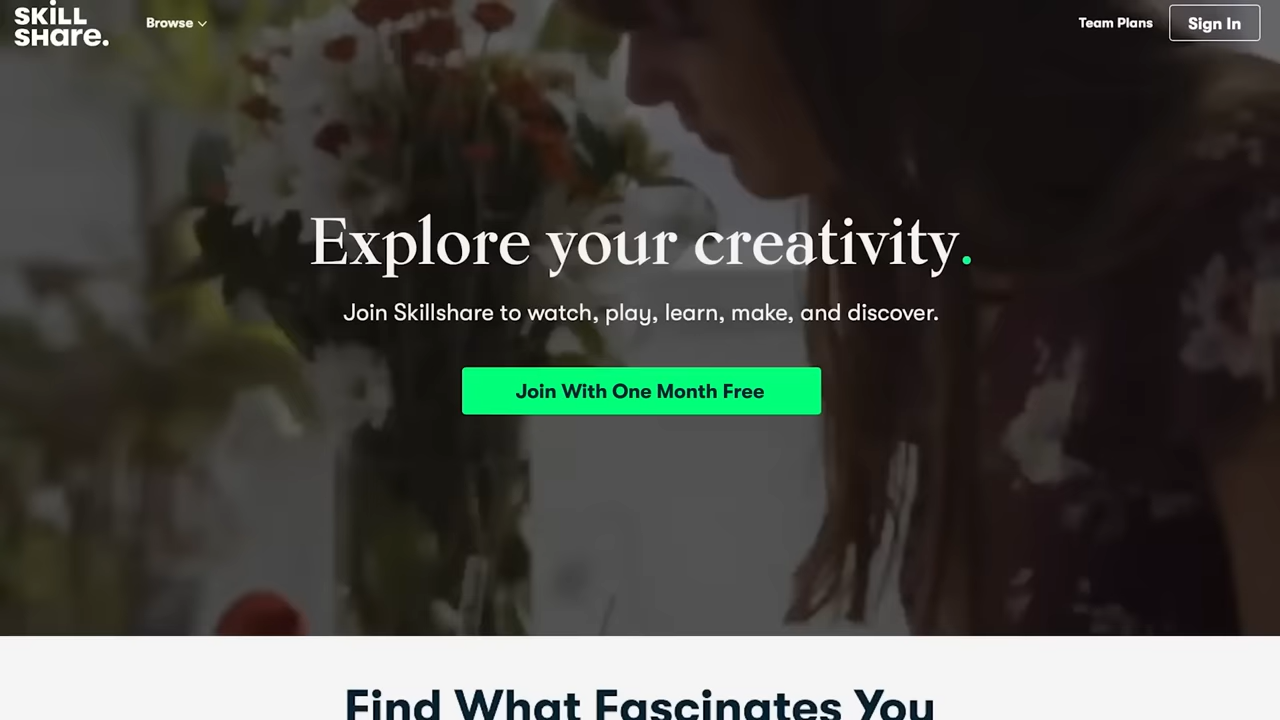 SKiLL
SHare.
Browse
Team Plans
Sign In
Explore your creativity.
Join Skillshare to watch, play, learn, make, and discover.
Join With One Month Free
Find What Fascinates You